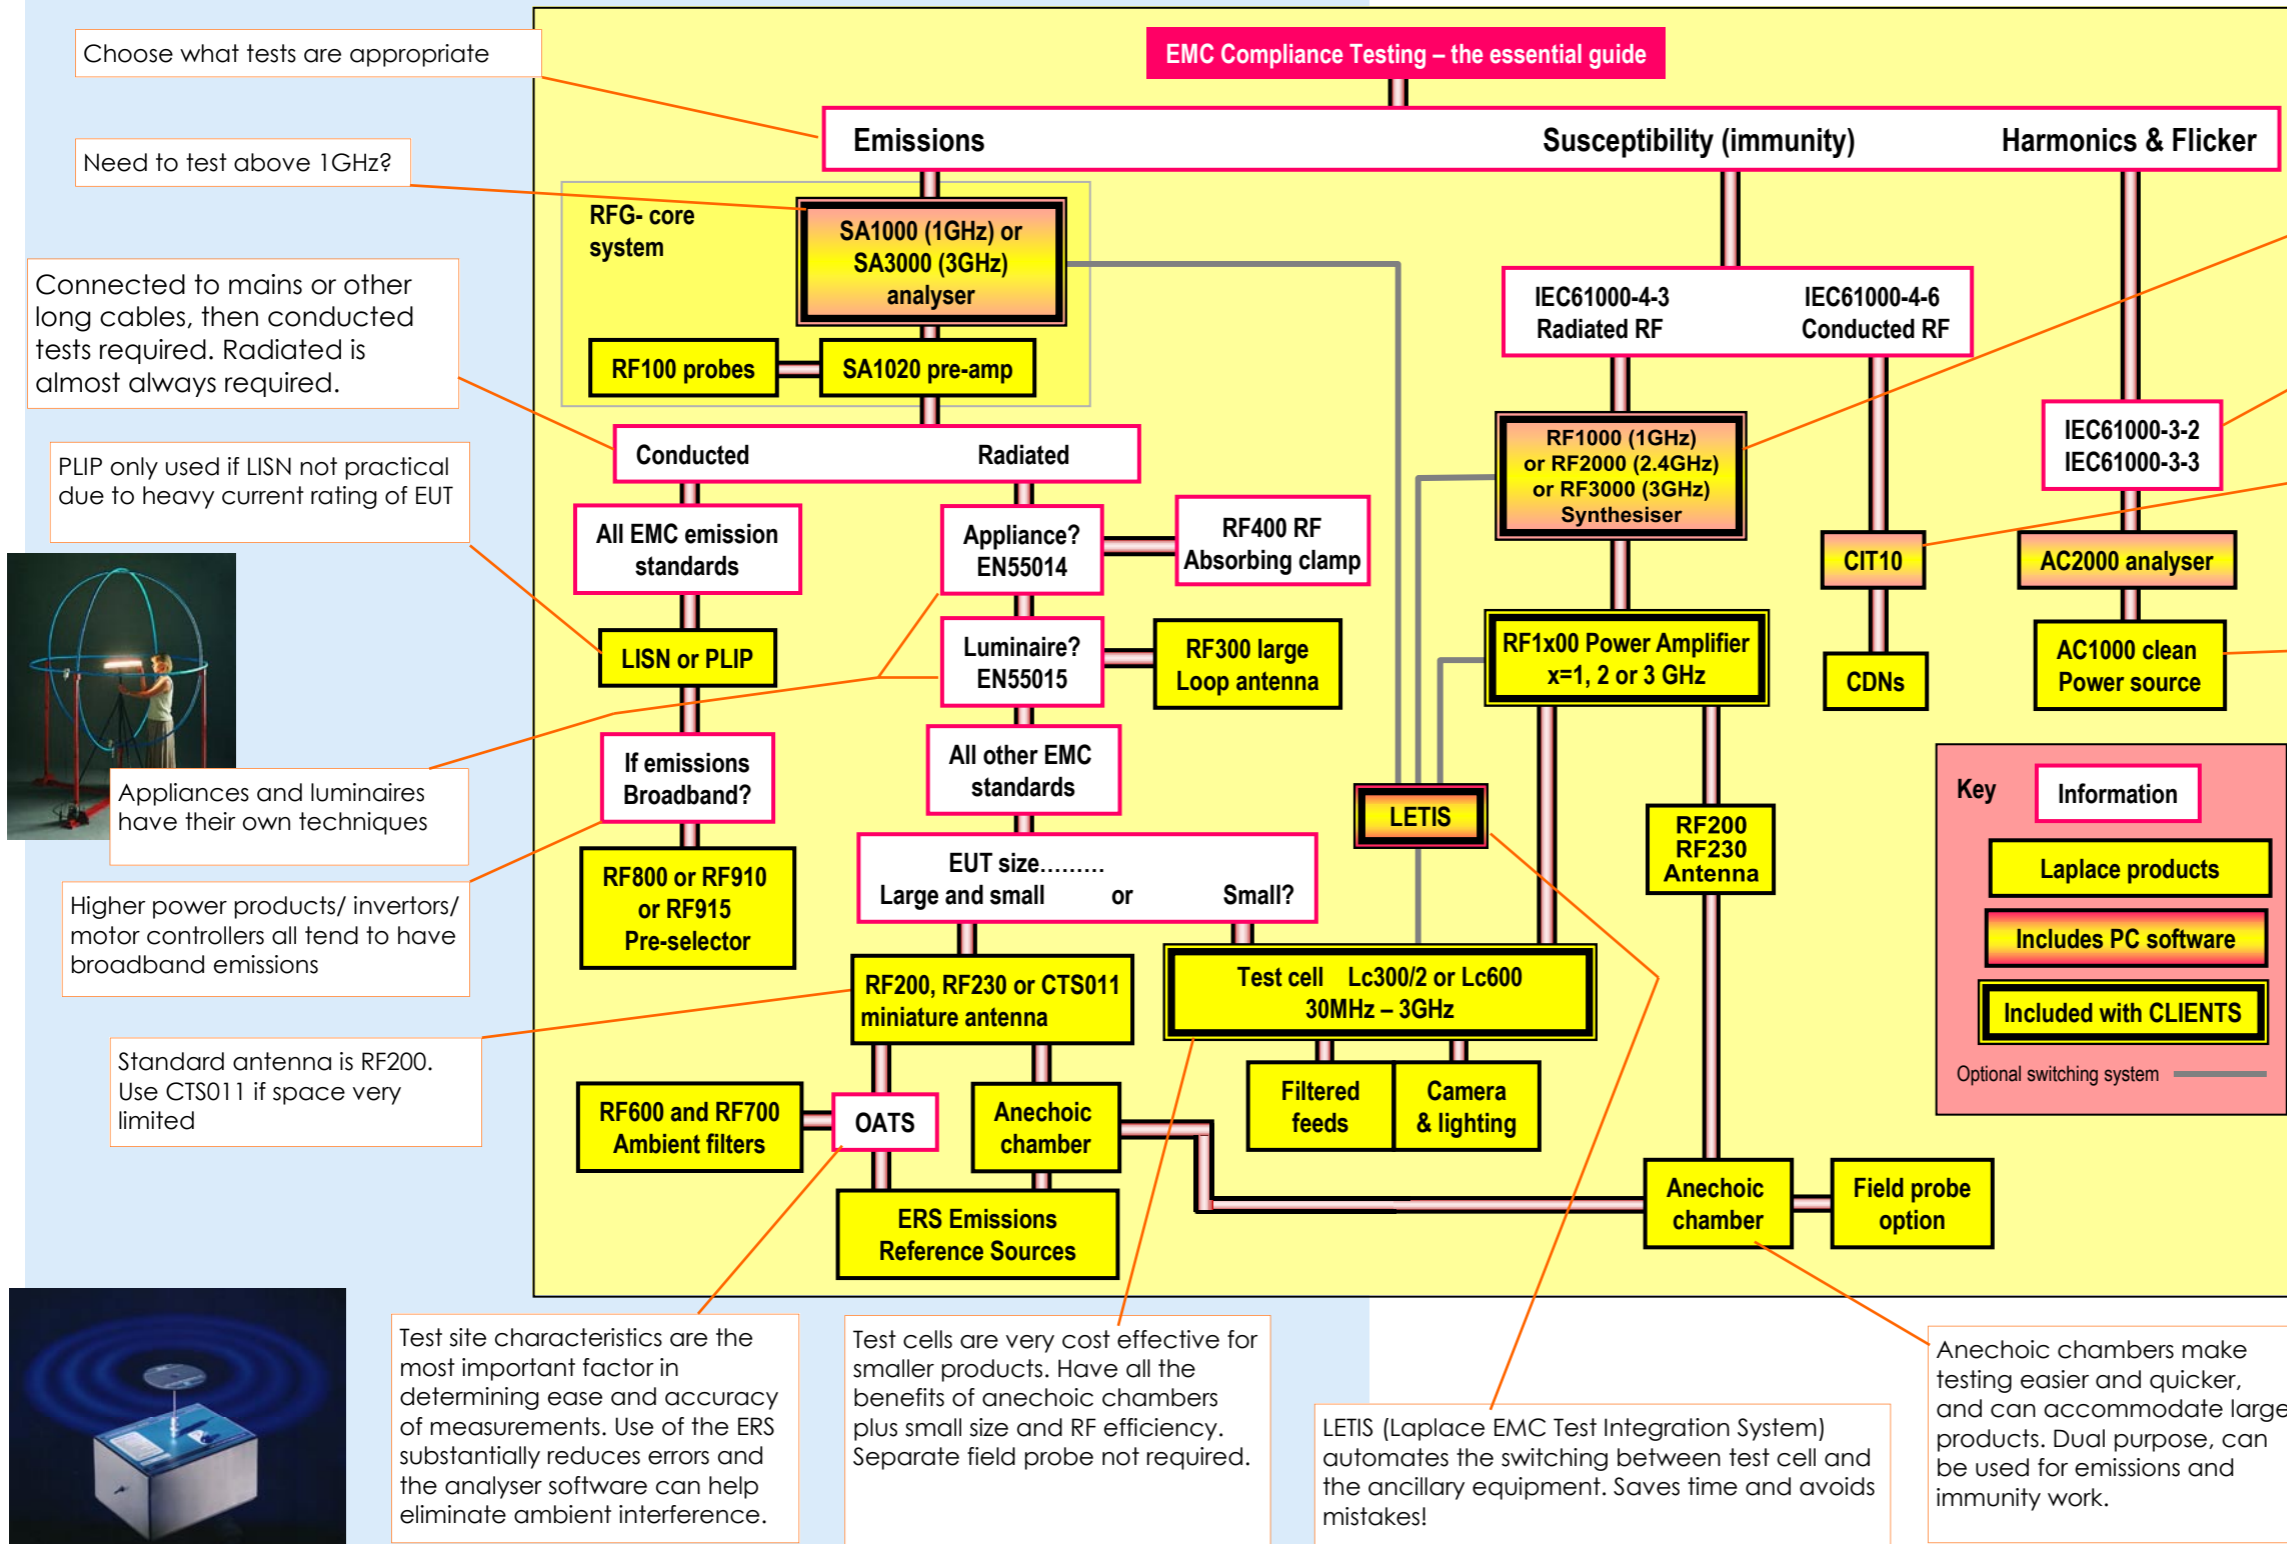 EMC Compliance Testing – the essential guide
Choose what tests are appropriate
Emissions
Susceptibility (immunity)
Harmonics & Flicker
Need to test above 1GHz?
RFG- core
system
SA1000 (1GHz) or
SA3000 (3GHz)
analyser
RF100 probes
SA1020 pre-amp
Connected to mains or other
long cables, then conducted
tests required. Radiated is
almost always required.
IEC61000-4-3
Radiated RF
IEC61000-4-6
Conducted RF
RF1000 (1GHz)
or RF2000 (2.4GHz)
or RF3000 (3GHz)
Synthesiser
IEC61000-3-2
IEC61000-3-3
Conducted
Radiated
PLIP only used if LISN not practical
due to heavy current rating of EUT
All EMC emission
standards
Appliance?
EN55014
RF400 RF
Absorbing clamp
CIT10
AC2000 analyser
LISN or PLIP
Luminaire?
EN55015
RF300 large
Loop antenna
RF1x00 Power Amplifier
x=1, 2 or 3 GHz
CDNs
AC1000 clean
Power source
If emissions
Broadband?
All other EMC
standards
Appliances and luminaires
have their own techniques
LETIS
RF200
RF230
Antenna
Key
Information
Laplace products
Includes PC software
Included with CLIENTS
Optional switching system
EUT size.........
Large and small or Small?
RF800 or RF910
or RF915
Pre-selector
Higher power products/ invertors/
motor controllers all tend to have
broadband emissions
RF200, RF230 or CTS011
miniature antenna
Test cell Lc300/2 or Lc600
30MHz – 3GHz
Standard antenna is RF200.
Use CTS011 if space very
limited
RF600 and RF700
Ambient filters
OATS
Anechoic
chamber
Filtered
feeds
Camera
& lighting
ERS Emissions
Reference Sources
Anechoic
chamber
Field probe
option
Test site characteristics are the
most important factor in
determining ease and accuracy
of measurements. Use of the ERS
substantially reduces errors and
the analyser software can help
eliminate ambient interference.
Test cells are very cost effective for
smaller products. Have all the
benefits of anechoic chambers
plus small size and RF efficiency.
Separate field probe not required.
LETIS (Laplace EMC Test Integration System)
automates the switching between test cell and
the ancillary equipment. Saves time and avoids
mistakes!
Anechoic chambers make
testing easier and quicker,
and can accommodate large
products. Dual purpose, can
be used for emissions and
immunity work.